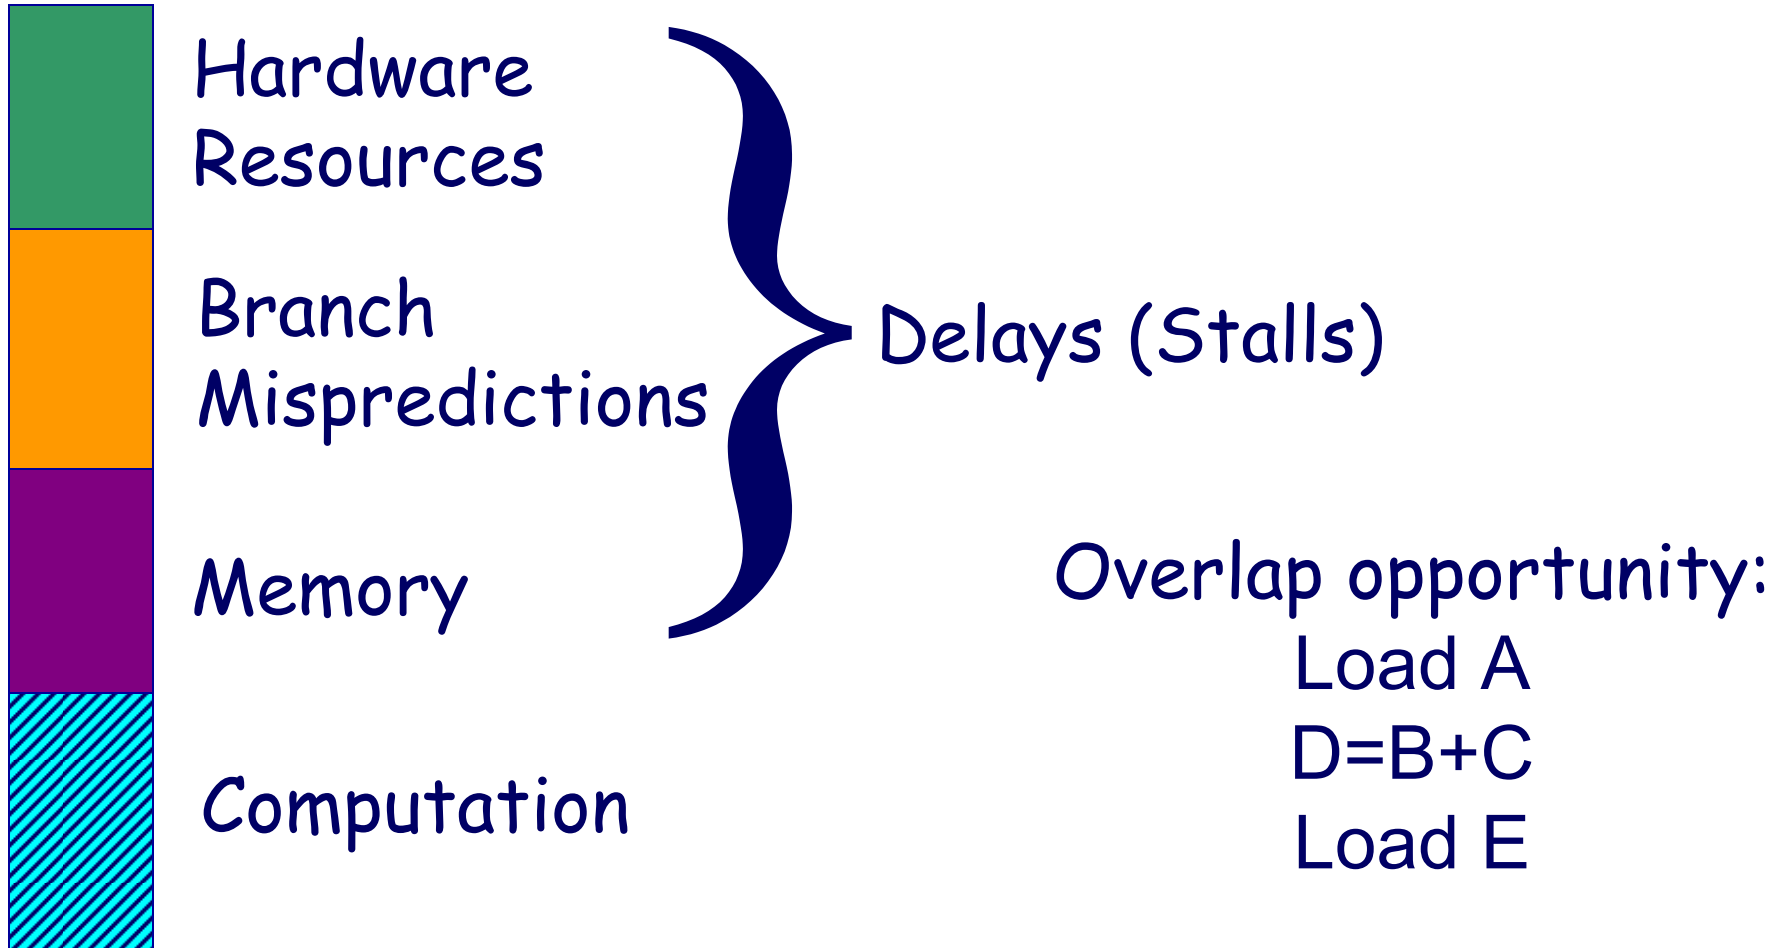 Hardware
Resources
Branch
Mispredictions
Memory
Computation
Delays (Stalls)
Overlap opportunity:
Load A
D=B+C
Load E